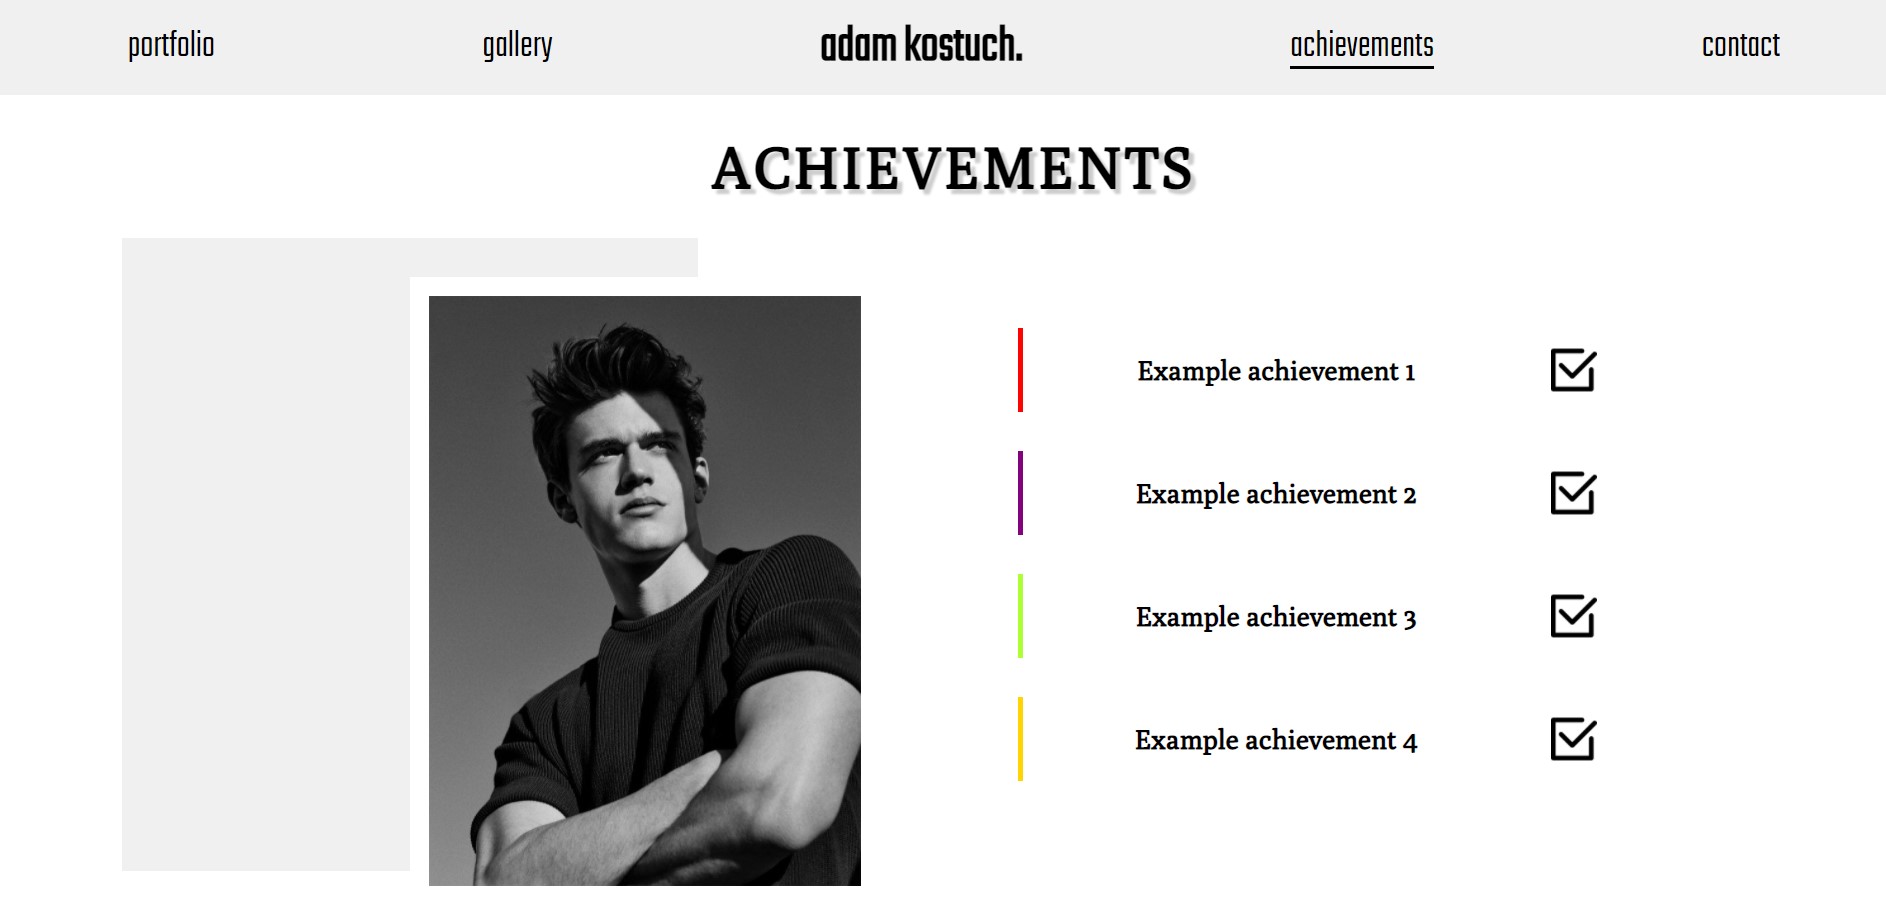 portfolio
gallery
adam kostuch.
achievements
contact
ACHIEVEMENTS
Example achievement 1
Example achievement 2
Example achievement 3
Example achievement 4